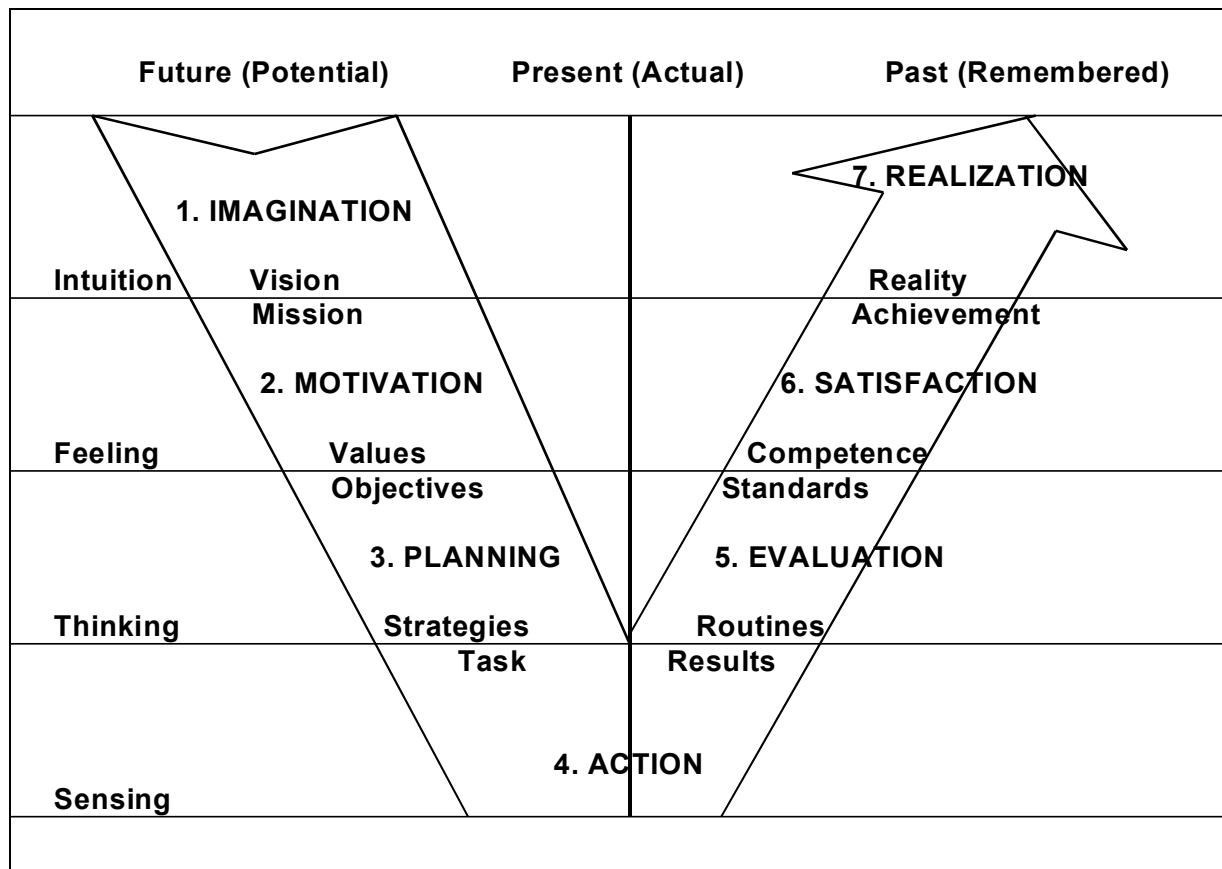 Future (Potential) Present (Actual) Past (Remembered)
7. REALIZATION
1. IMAGINATION
Intuition Vision Reality
Mission Achievement
2. MOTIVATION 6. SATISFACTION
Feeling Values Competence
Objectives Standards
3. PLANNING 5. EVALUATION
Thinking Strategies Routines
Task Results
4. ACTION
Sensing